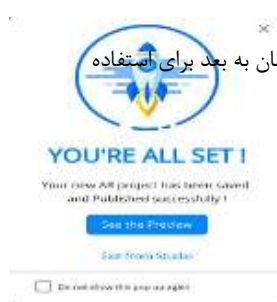 ان به بعد برای استفاده
YOU'RE ALL SET !
Your new AR project has been saved
and Published successfully !
See the Preview
Exit from Studio
Do not show this pop up again